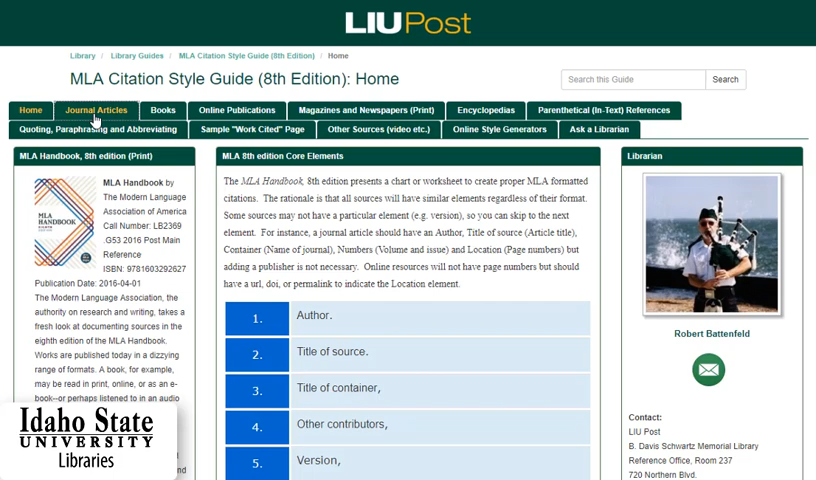 LIU Post
Library / Library Guides / MLA Citation Style Guide (8th Edition) / Home
MLA Citation Style Guide (8th Edition): Home
Search this Guide
Search
Home
Journal Articles
Books
Online Publications
Magazines and Newspapers (Print)
Encyclopedias
Parenthetical (In-Text) References
Quoting, Paraphrasing and Abbreviating
Sample "Work Cited" Page
Other Sources (video etc.)
Online Style Generators
Ask a Librarian
MLA Handbook, 8th edition (Print)
MLA
HANDBOOK
MLA Handbook by
The Modern Language
Association of America
Call Number: LB2369
.G53 2016 Post Main
Reference
ISBN: 9781603292627
Publication Date: 2016-04-01
The Modern Language Association, the
authority on research and writing, takes a
fresh look at documenting sources in the
eighth edition of the MLA Handbook.
Works are published today in a dizzying
range of formats. A book, for example,
may be read in print, online, or as an e-
book--or perhaps listened to in an audio
Idaho State
UNIVERSITY
Libraries
MLA 8th edition Core Elements
The MLA Handbook, 8th edition presents a chart or worksheet to create proper MLA formatted
citations. The rationale is that all sources will have similar elements regardless of their format.
Some sources may not have a particular element (e.g. version), so you can skip to the next
element. For instance, a journal article should have an Author, Title of source (Article title),
Container (Name of journal), Numbers (Volume and issue) and Location (Page numbers) but
adding a publisher is not necessary. Online resources will not have page numbers but should
have a url, doi, or permalink to indicate the Location element.
1. Author.
2. Title of source.
3. Title of container,
4. Other contributors,
5. Version,
Librarian
Robert Battenfeld
Contact:
LIU Post
B. Davis Schwartz Memorial Library
Reference Office, Room 237
720 Northern Blvd.